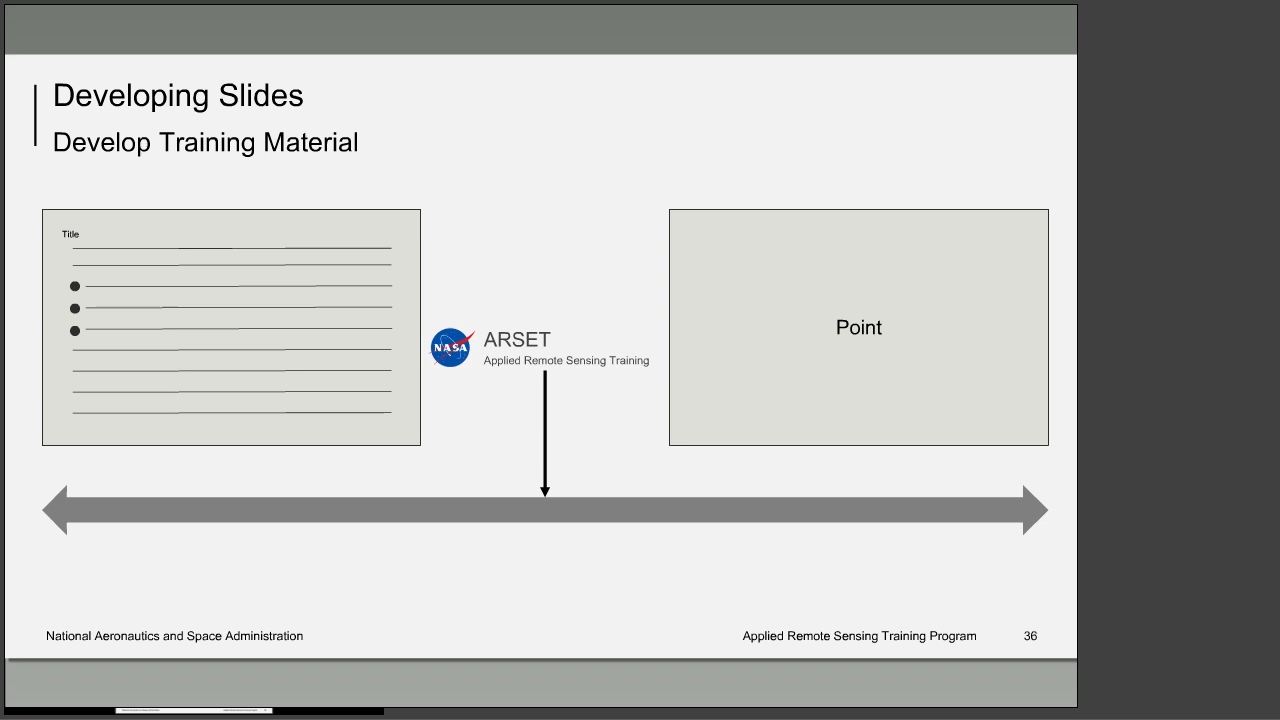 Developing Slides
Develop Training Material
Title
NASA
ARSET
Applied Remote Sensing Training
Point
National Aeronautics and Space Administration
Applied Remote Sensing Training Program
36